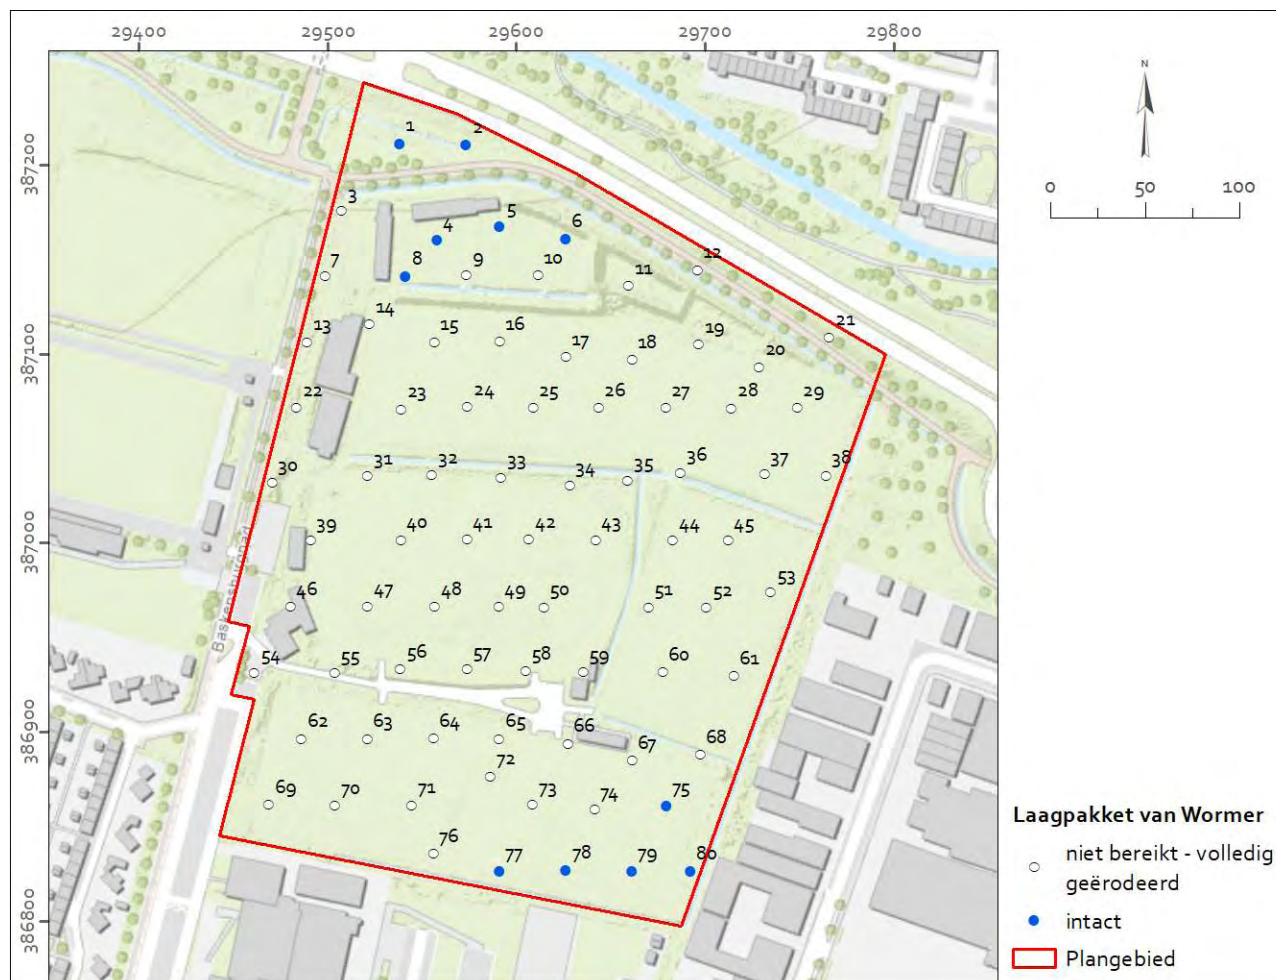 29400 29500 29600 29700 29800
N
1 2
387200
3 4 5 6
0 50 100
7 8 9 10 11 12
13 14 15 16 17 18 19 20 21
387100
22 23 24 25 26 27 28 29
30 31 32 33 34 35 36 37 38
387000
39 40 41 42 43 44 45
Baskensburgpad
46 47 48 49 50 51 52 53
54 55 56 57 58 59 60 61
386900
62 63 64 65 66 67 68
69 70 71 72 73 74 75
76 77 78 79 80
386800
Laagpakket van Wormer
niet bereikt - volledig
geërodeerd
intact
Plangebied